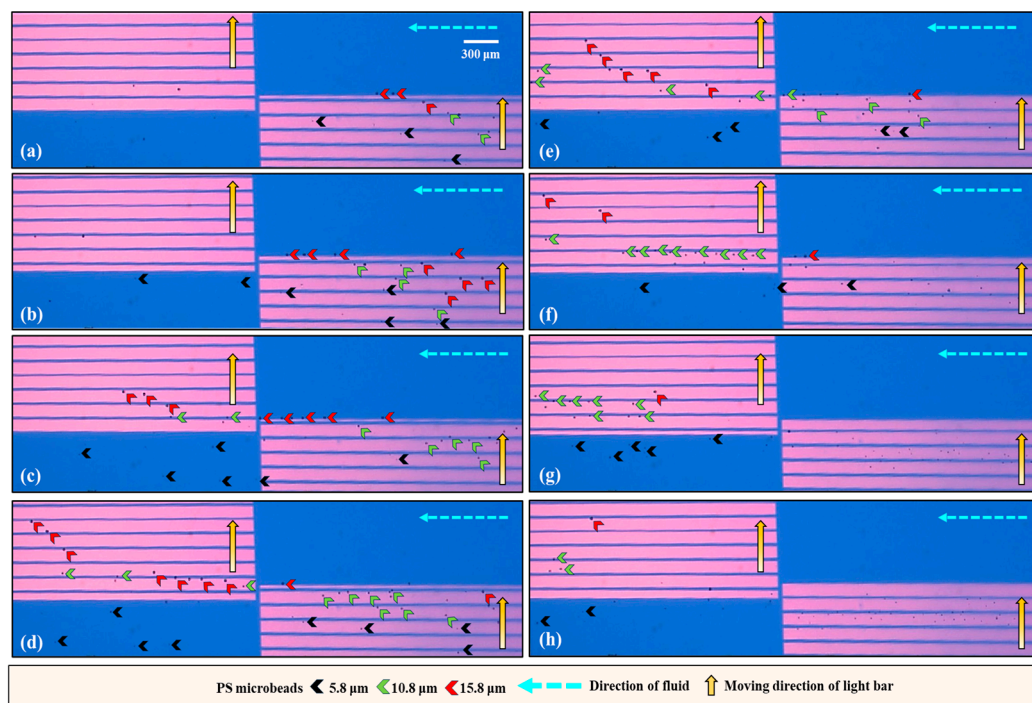 300 µm
(a)
(b)
(c)
(d)
(e)
(f)
(g)
(h)
PS microbeads 5.8 µm 10.8 µm 15.8 µm Direction of fluid Moving direction of light bar